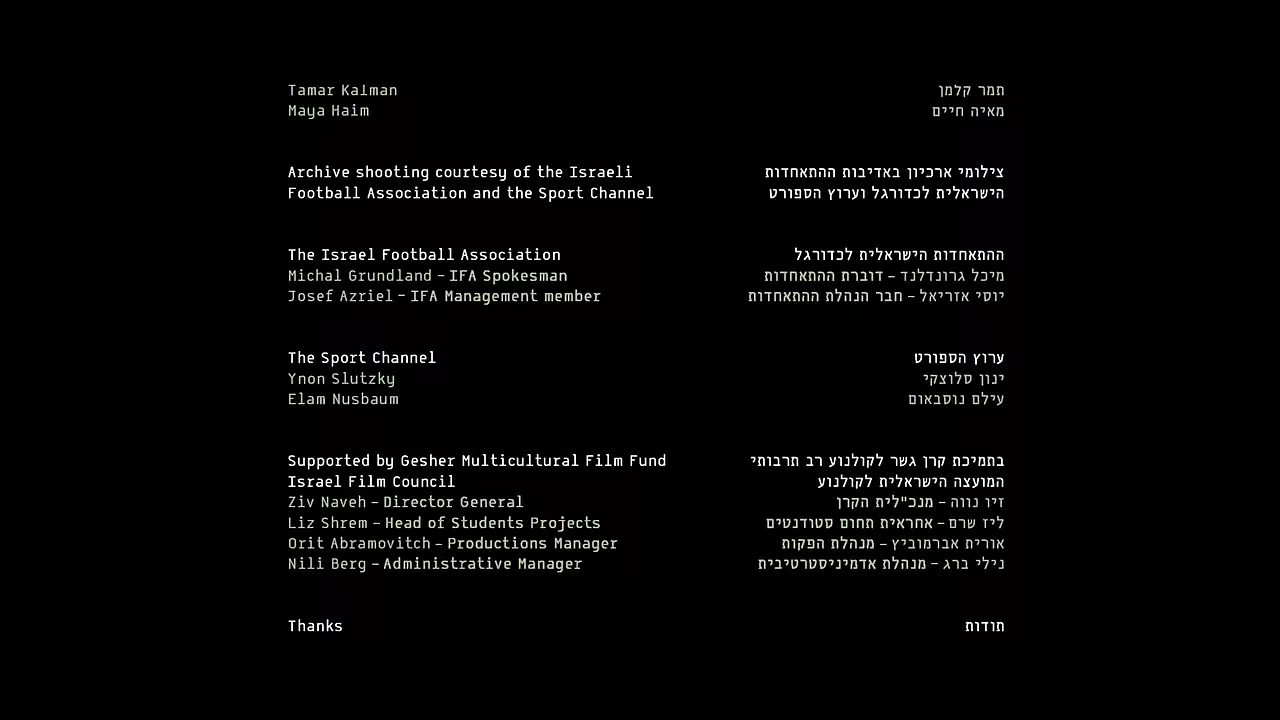 Tamar Kalman
תמר קלמן
Maya Haim
מאיה חיים
Archive shooting courtesy of the Israeli
צילומי ארכיון באדיבות ההתאחדות
Football Association and the Sport Channel
הישראלית לכדורגל וערוץ הספורט
The Israel Football Association
ההתאחדות הישראלית לכדורגל
Michal Grundland – IFA Spokesman
מיכל גרונדלנד – דוברת ההתאחדות
Josef Azriel – IFA Management member
יוסי אזריאל – חבר הנהלת ההתאחדות
The Sport Channel
ערוץ הספורט
Ynon Slutzky
ינון סלוצקי
Elam Nusbaum
עילם נוסבאום
Supported by Gesher Multicultural Film Fund
בתמיכת קרן גשר לקולנוע רב תרבותי
Israel Film Council
המועצה הישראלית לקולנוע
Ziv Naveh – Director General
זיו נווה – מנכ"לית הקרן
Liz Shrem – Head of Students Projects
ליז שרם – אחראית תחום סטודנטים
Orit Abramovitch – Productions Manager
אורית אברמוביץ – מנהלת הפקות
Nili Berg – Administrative Manager
נילי ברג – מנהלת אדמיניסטרטיבית
Thanks
תודות